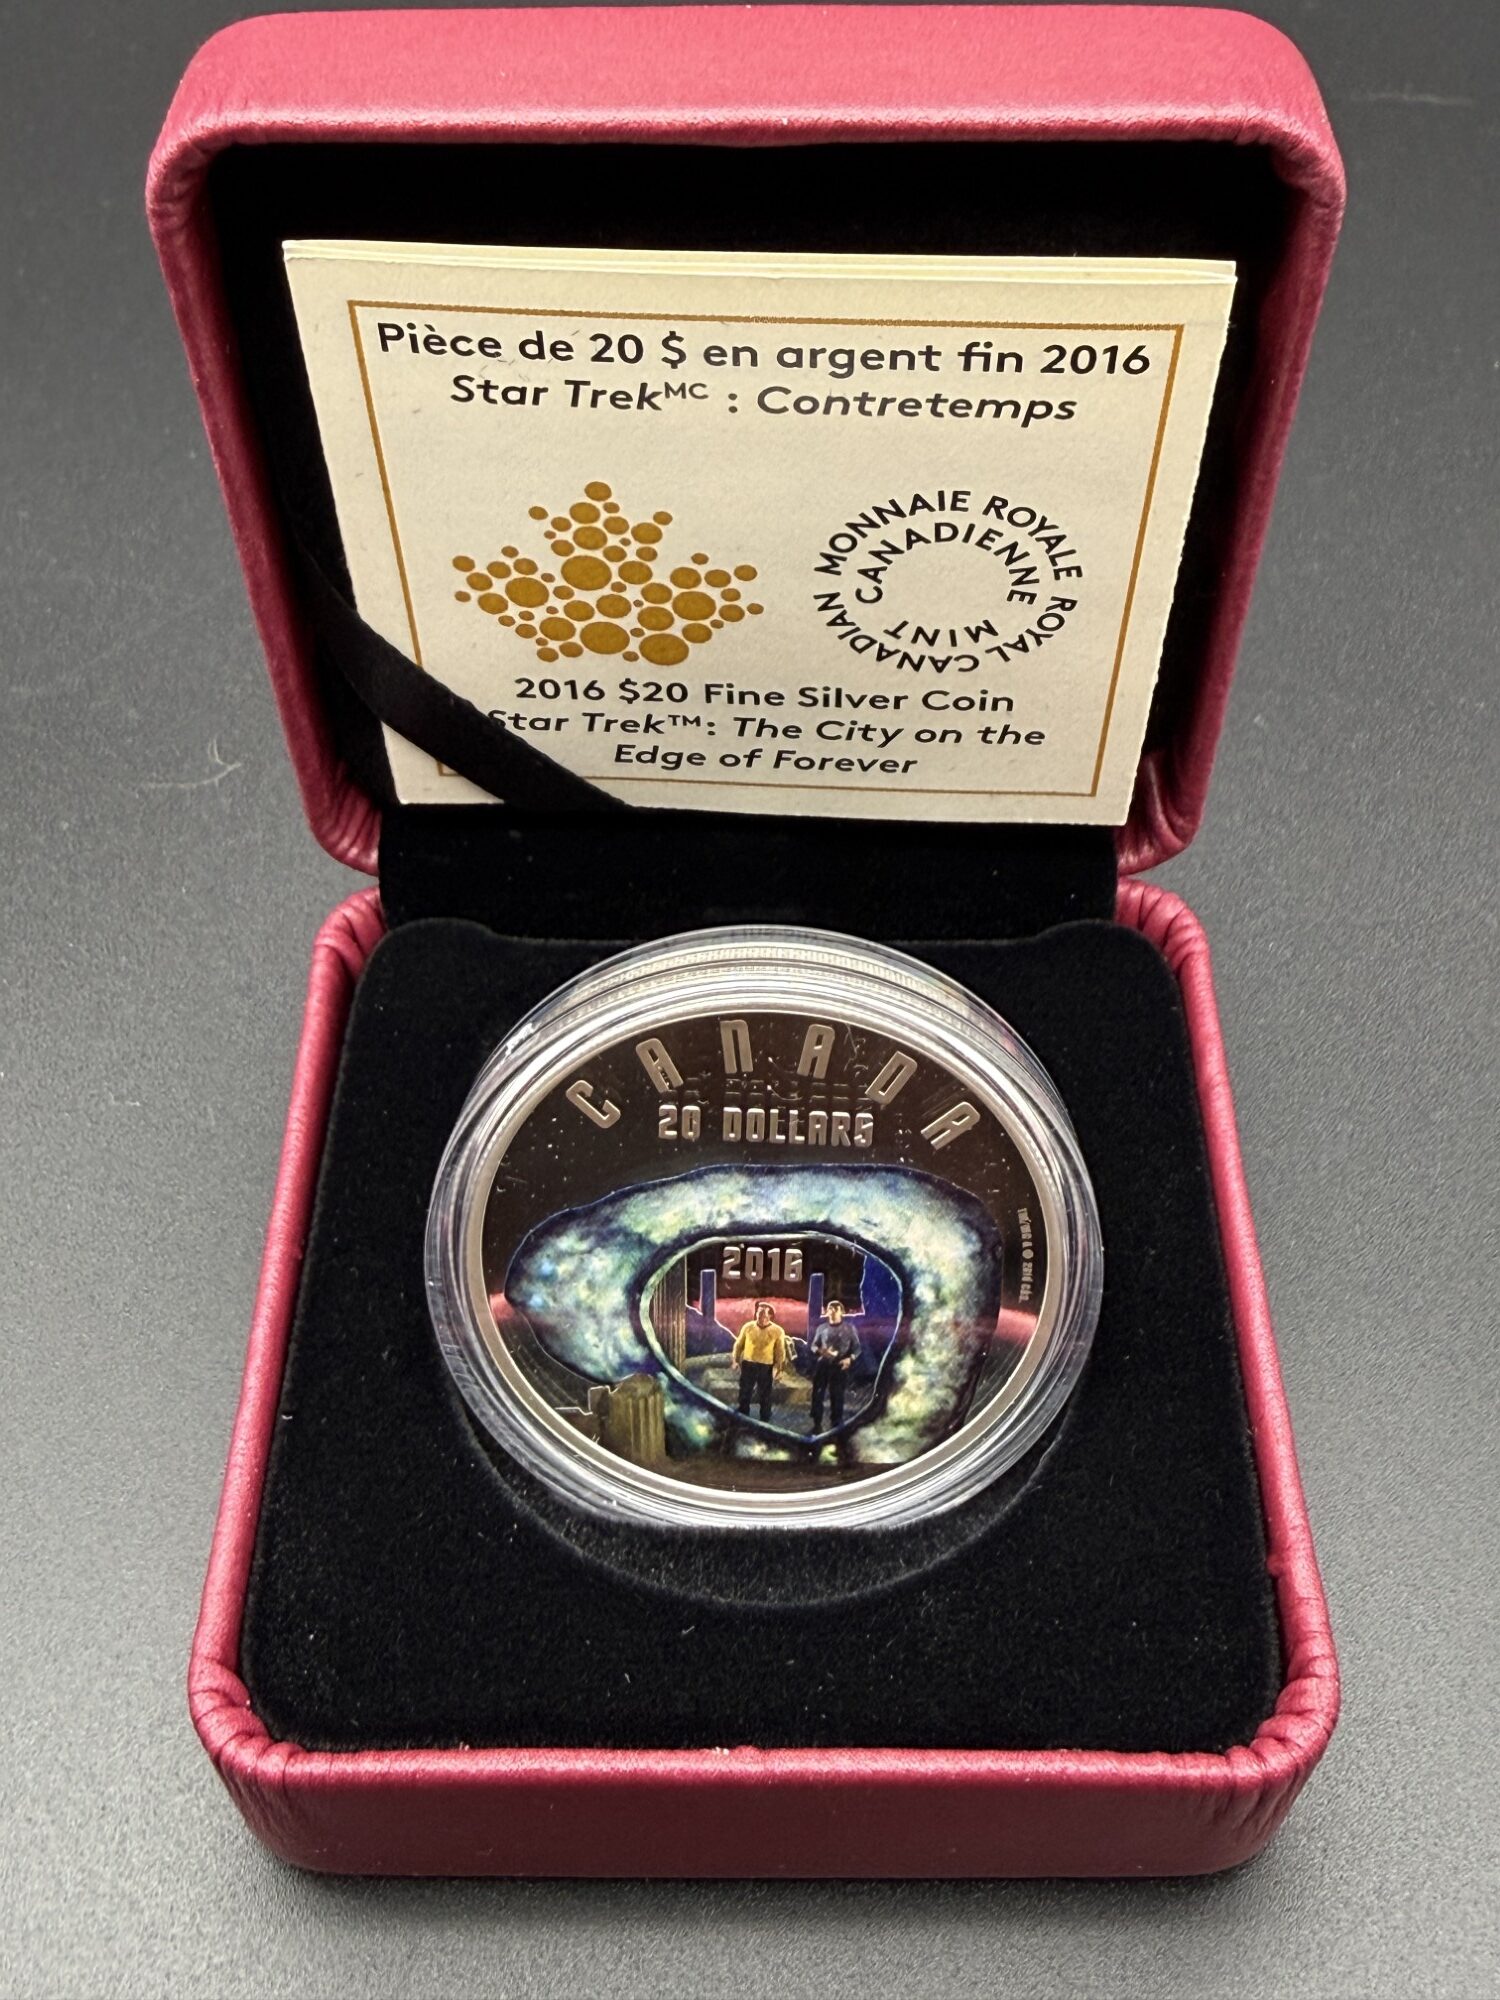 Pièce de 20 $ en argent fin 2016
Star Trekᴹᶜ : Contretemps
MONNAIE ROYALE CANADIENNE
ROYAL CANADIAN MINT
2016 $20 Fine Silver Coin
Star Trek™: The City on the
Edge of Forever
CANADA
20 DOLLARS
2016